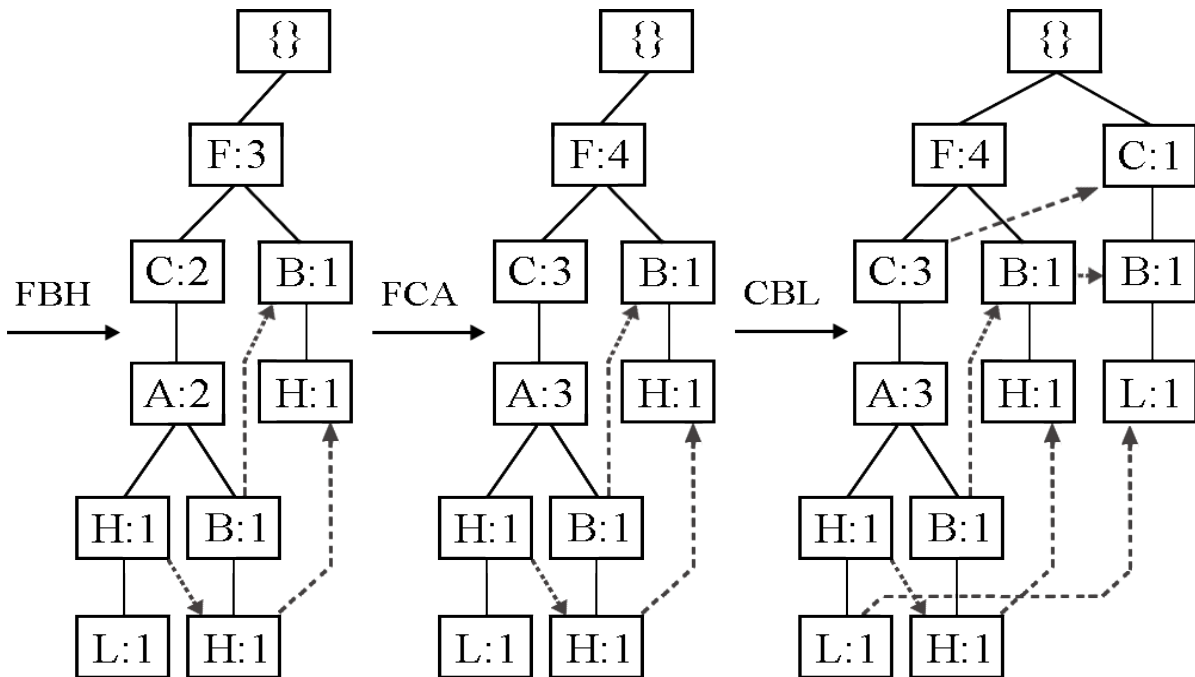 {} {} {}
F:3 F:4 F:4 C:1
C:2 B:1 C:3 B:1 C:3 B:1 B:1
FBH FCA CBL
A:2 H:1 A:3 H:1 A:3 H:1 L:1
H:1 B:1 H:1 B:1 H:1 B:1
L:1 H:1 L:1 H:1 L:1 H:1